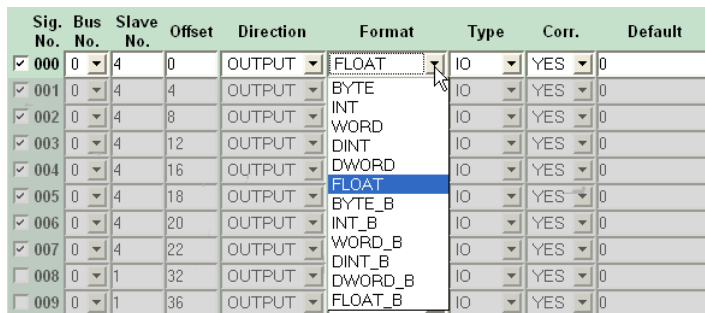 Sig. No. Bus No. Slave No. Offset Direction Format Type Corr. Default
000 0 4 0 OUTPUT FLOAT IO YES 0
001 0 4 4 OUTPUT BYTE IO YES 0
INT
002 0 4 8 OUTPUT WORD IO YES 0
003 0 4 12 OUTPUT DINT IO YES 0
004 0 4 16 OUTPUT DWORD IO YES 0
FLOAT
005 0 4 18 OUTPUT BYTE_B IO YES 0
006 0 4 20 OUTPUT INT_B IO YES 0
007 0 4 22 OUTPUT WORD_B IO YES 0
DINT_B
008 0 1 32 OUTPUT DWORD_B IO YES 0
009 0 1 36 OUTPUT FLOAT_B IO YES 0